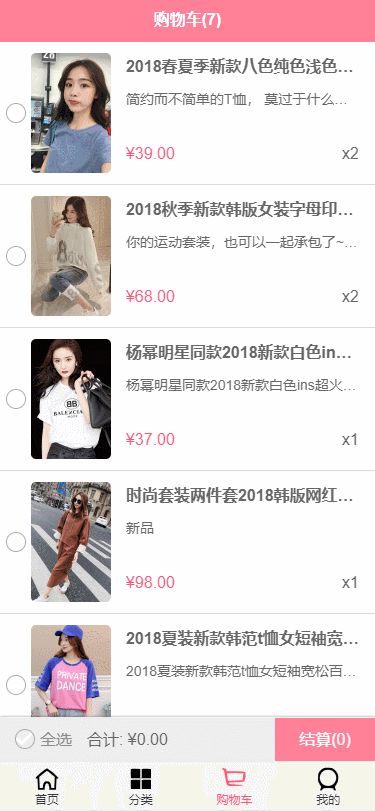 购物车(7)
28
2018春夏季新款八色纯色浅色…
简约而不简单的T恤， 莫过于什么…
¥39.00
x2
2018秋季新款韩版女装字母印…
你的运动套装，也可以一起承包了~…
¥68.00
x2
杨幂明星同款2018新款白色in…
杨幂明星同款2018新款白色ins超火…
BB
BALENCIA
¥37.00
x1
时尚套装两件套2018韩版网红…
新品
¥98.00
x1
2018夏装新款韩范t恤女短袖宽…
2018夏装新款韩范t恤女短袖宽松百…
PRIVATE
DANCE
全选
合计: ¥0.00
结算(0)
首页
分类
购物车
我的